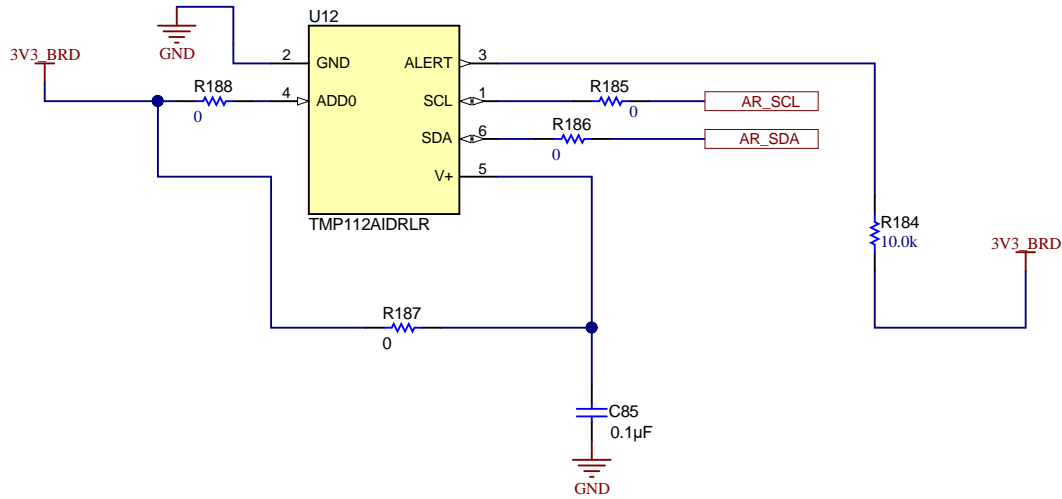 U12
GND
3V3_BRD
2
GND
ALERT
3
R188
0
4
ADD0
SCL
1
R185
0
AR_SCL
SDA
6
R186
0
AR_SDA
V+
5
TMP112AIDRLR
R184
10.0k
3V3_BRD
R187
0
C85
0.1µF
GND